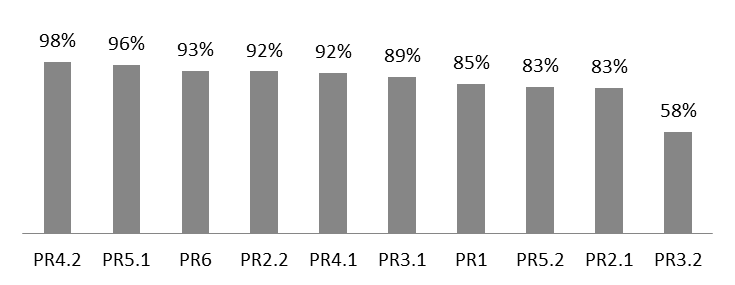 98% 96% 93% 92% 92% 89% 85% 83% 83% 58%
PR4.2 PR5.1 PR6 PR2.2 PR4.1 PR3.1 PR1 PR5.2 PR2.1 PR3.2